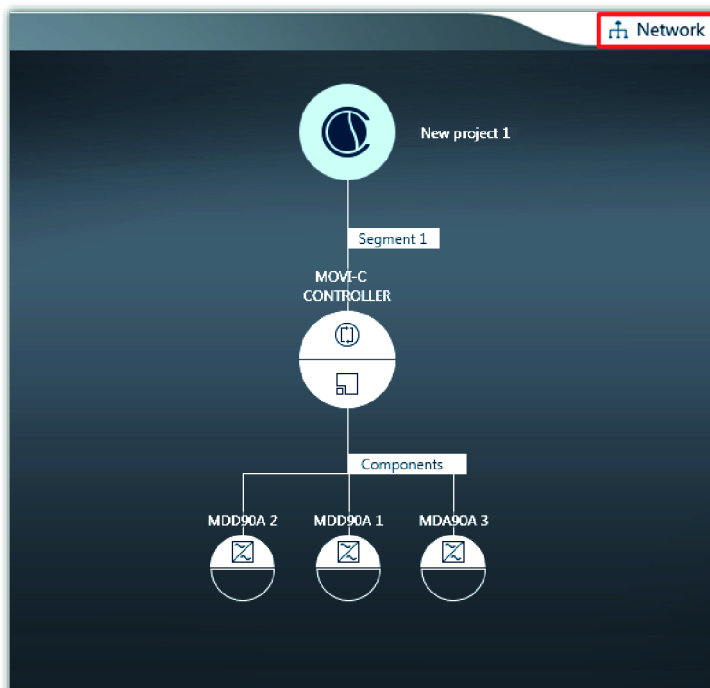 Network
New project 1
Segment 1
MOVI-C
CONTROLLER
Components
MDD90A 2 MDD90A 1 MDA90A 3